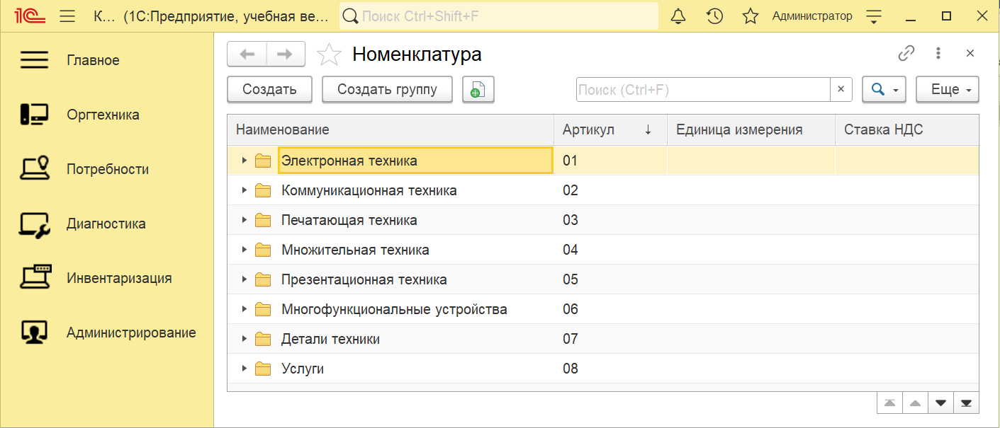 1С К... (1С:Предприятие, учебная ве... Поиск Ctrl+Shift+F Администратор
Главное
Оргтехника
Потребности
Диагностика
Инвентаризация
Администрирование
Номенклатура
Создать Создать группу Поиск (Ctrl+F) × Еще
Наименование Артикул ↓ Единица измерения Ставка НДС
Электронная техника 01
Коммуникационная техника 02
Печатающая техника 03
Множительная техника 04
Презентационная техника 05
Многофункциональные устройства 06
Детали техники 07
Услуги 08